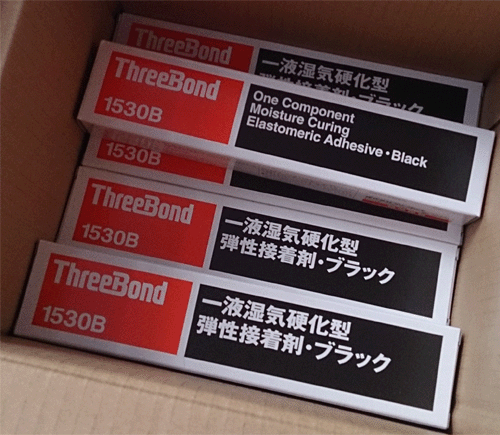 ThreeBond
一液湿気硬化型
弾性接着剤・ブラック
ThreeBond
1530B
One Component
Moisture Curing
Elastomeric Adhesive・Black
1530B
ThreeBond
1530B
一液湿気硬化型
弾性接着剤・ブラック
ThreeBond
1530B
一液湿気硬化型
弾性接着剤・ブラック